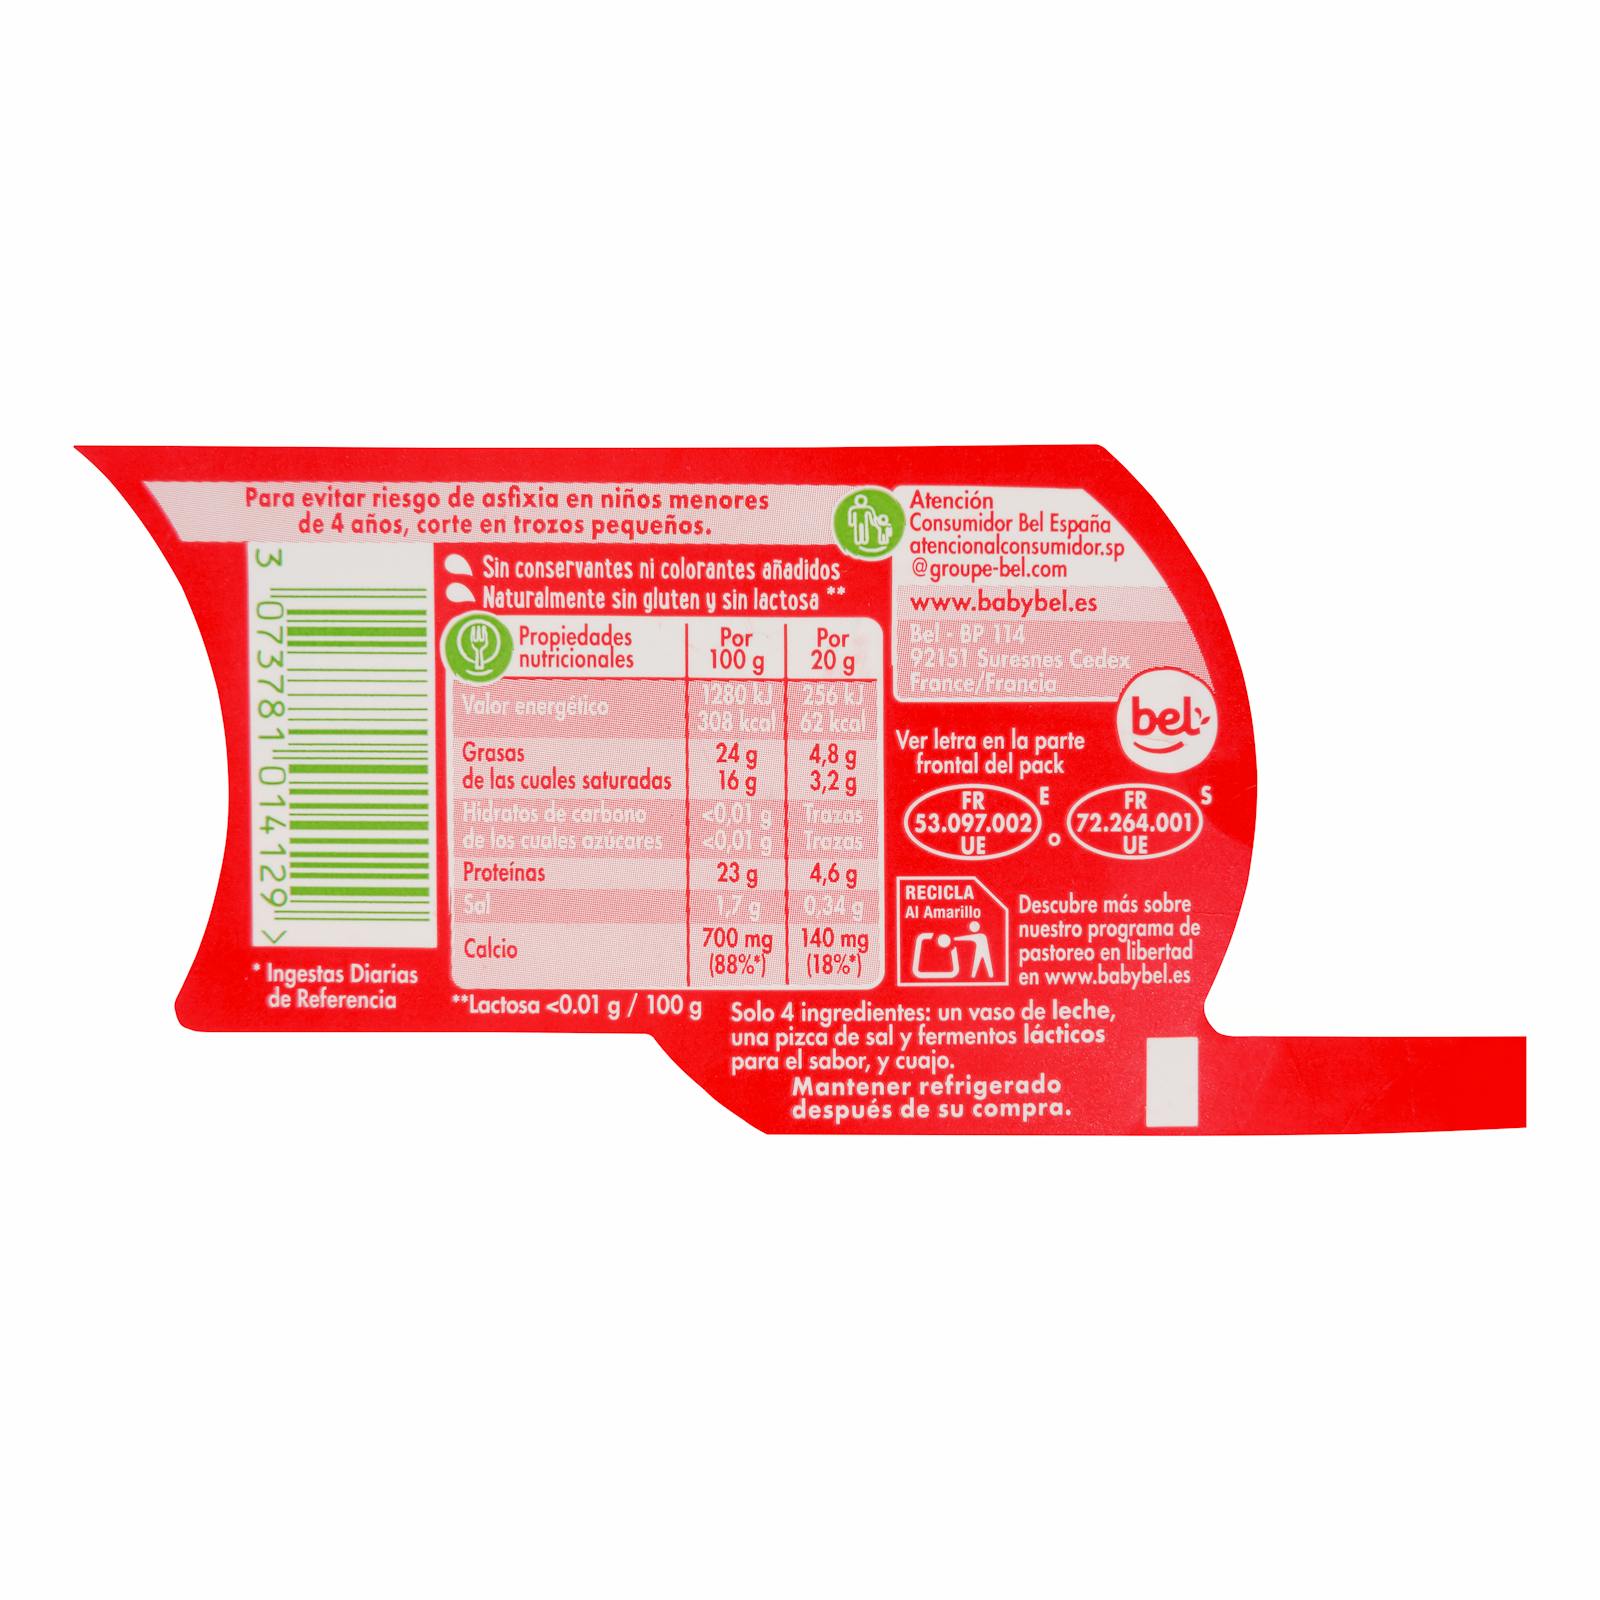 Para evitar riesgo de asfixia en niños menores
de 4 años, corte en trozos pequeños.
3 073781 014129 >
* Ingestas Diarias
de Referencia
Sin conservantes ni colorantes añadidos
Naturalmente sin gluten y sin lactosa **
Propiedades nutricionales Por 100 g Por 20 g
Valor energético 1280 kJ 256 kJ
308 kcal 62 kcal
Grasas 24 g 4,8 g
de las cuales saturadas 16 g 3,2 g
Hidratos de carbono <0,01 g Trazas
de los cuales azúcares <0,01 g Trazas
Proteínas 23 g 4,6 g
Sal 1,7 g 0,34 g
Calcio 700 mg 140 mg
(88%*) (18%*)
**Lactosa <0.01 g / 100 g
Atención
Consumidor Bel España
atencionalconsumidor.sp
@groupe-bel.com
www.babybel.es
Bel - BP 114
92151 Suresnes Cedex
France/Francia
bel
Ver letra en la parte
frontal del pack
FR E FR S
53.097.002 o 72.264.001
UE UE
RECICLA
Al Amarillo
Descubre más sobre
nuestro programa de
pastoreo en libertad
en www.babybel.es
Solo 4 ingredientes: un vaso de leche,
una pizca de sal y fermentos lácticos
para el sabor, y cuajo.
Mantener refrigerado
después de su compra.